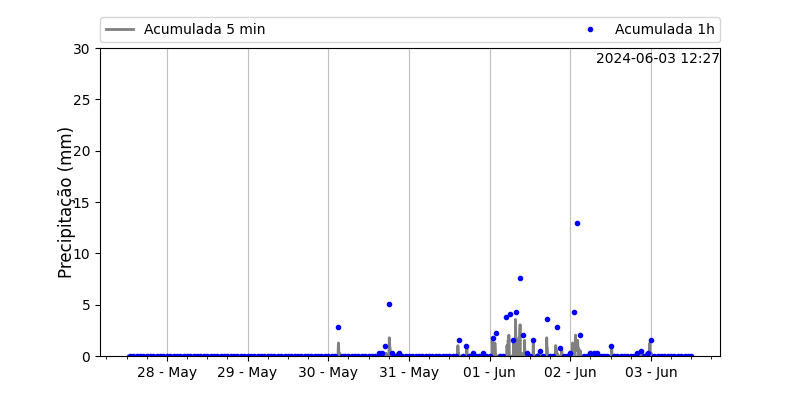 Acumulada 5 min
Acumulada 1h
2024-06-03 12:27
Precipitação (mm)
30
25
20
15
10
5
0
28 - May
29 - May
30 - May
31 - May
01 - Jun
02 - Jun
03 - Jun